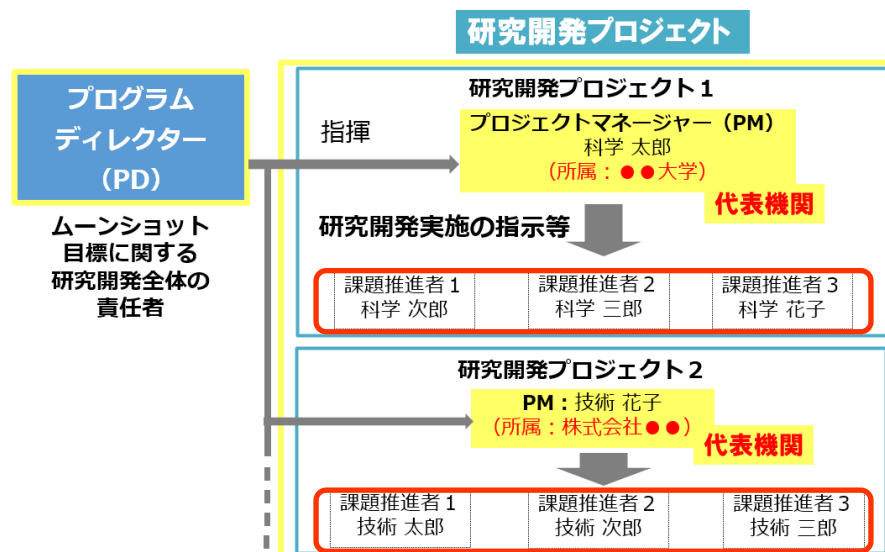 研究開発プロジェクト
プログラム
ディレクター
（PD）
ムーンショット
目標に関する
研究開発全体の
責任者
指揮
研究開発プロジェクト１
プロジェクトマネージャー（PM）
科学 太郎
（所属：●●大学）
代表機関
研究開発実施の指示等
課題推進者１
科学 次郎
課題推進者２
科学 三郎
課題推進者３
科学 花子
研究開発プロジェクト２
PM：技術 花子
（所属：株式会社●●）
代表機関
課題推進者１
技術 太郎
課題推進者２
技術 次郎
課題推進者３
技術 三郎